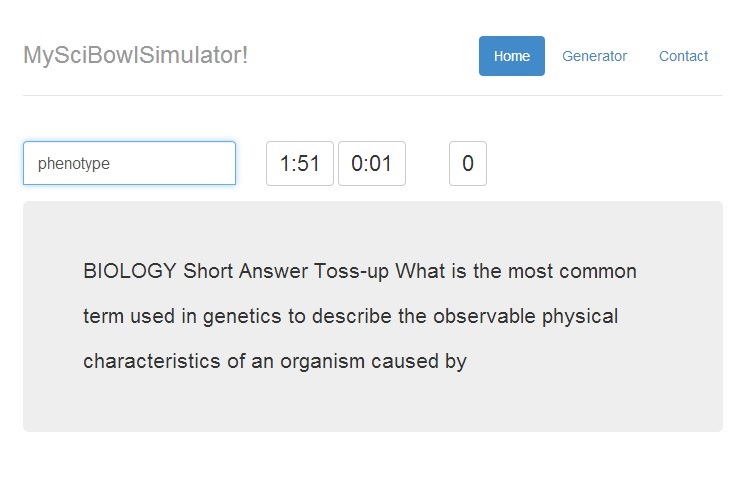 MySciBowlSimulator!
Home Generator Contact
phenotype 1:51 0:01 0
BIOLOGY Short Answer Toss-up What is the most common
term used in genetics to describe the observable physical
characteristics of an organism caused by